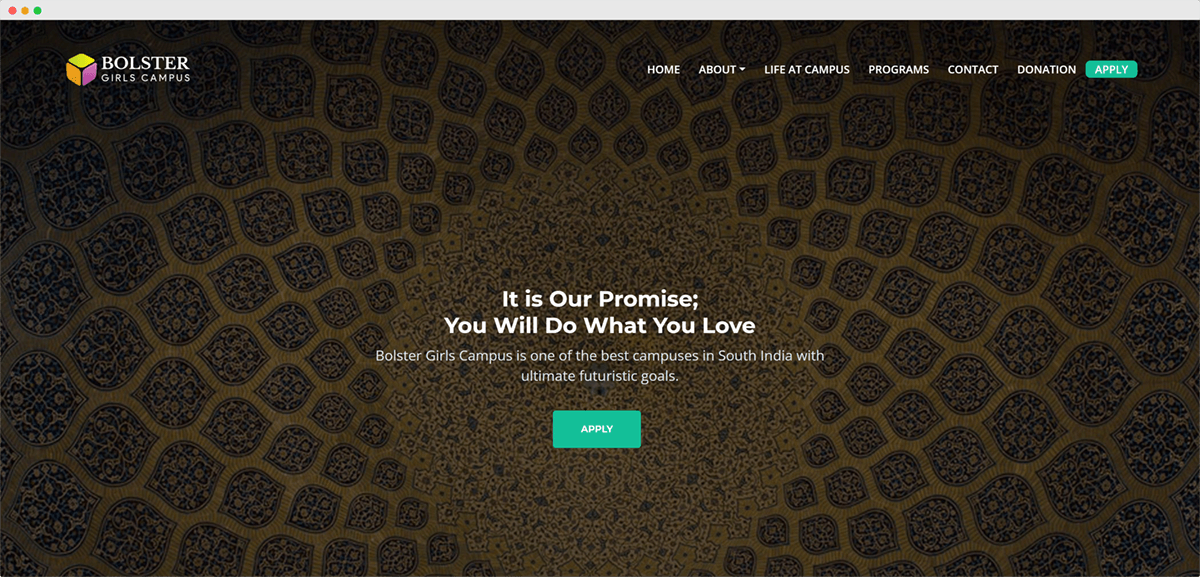 BOLSTER
GIRLS CAMPUS
HOME ABOUT LIFE AT CAMPUS PROGRAMS CONTACT DONATION APPLY
It is Our Promise;
You Will Do What You Love
Bolster Girls Campus is one of the best campuses in South India with
ultimate futuristic goals.
APPLY